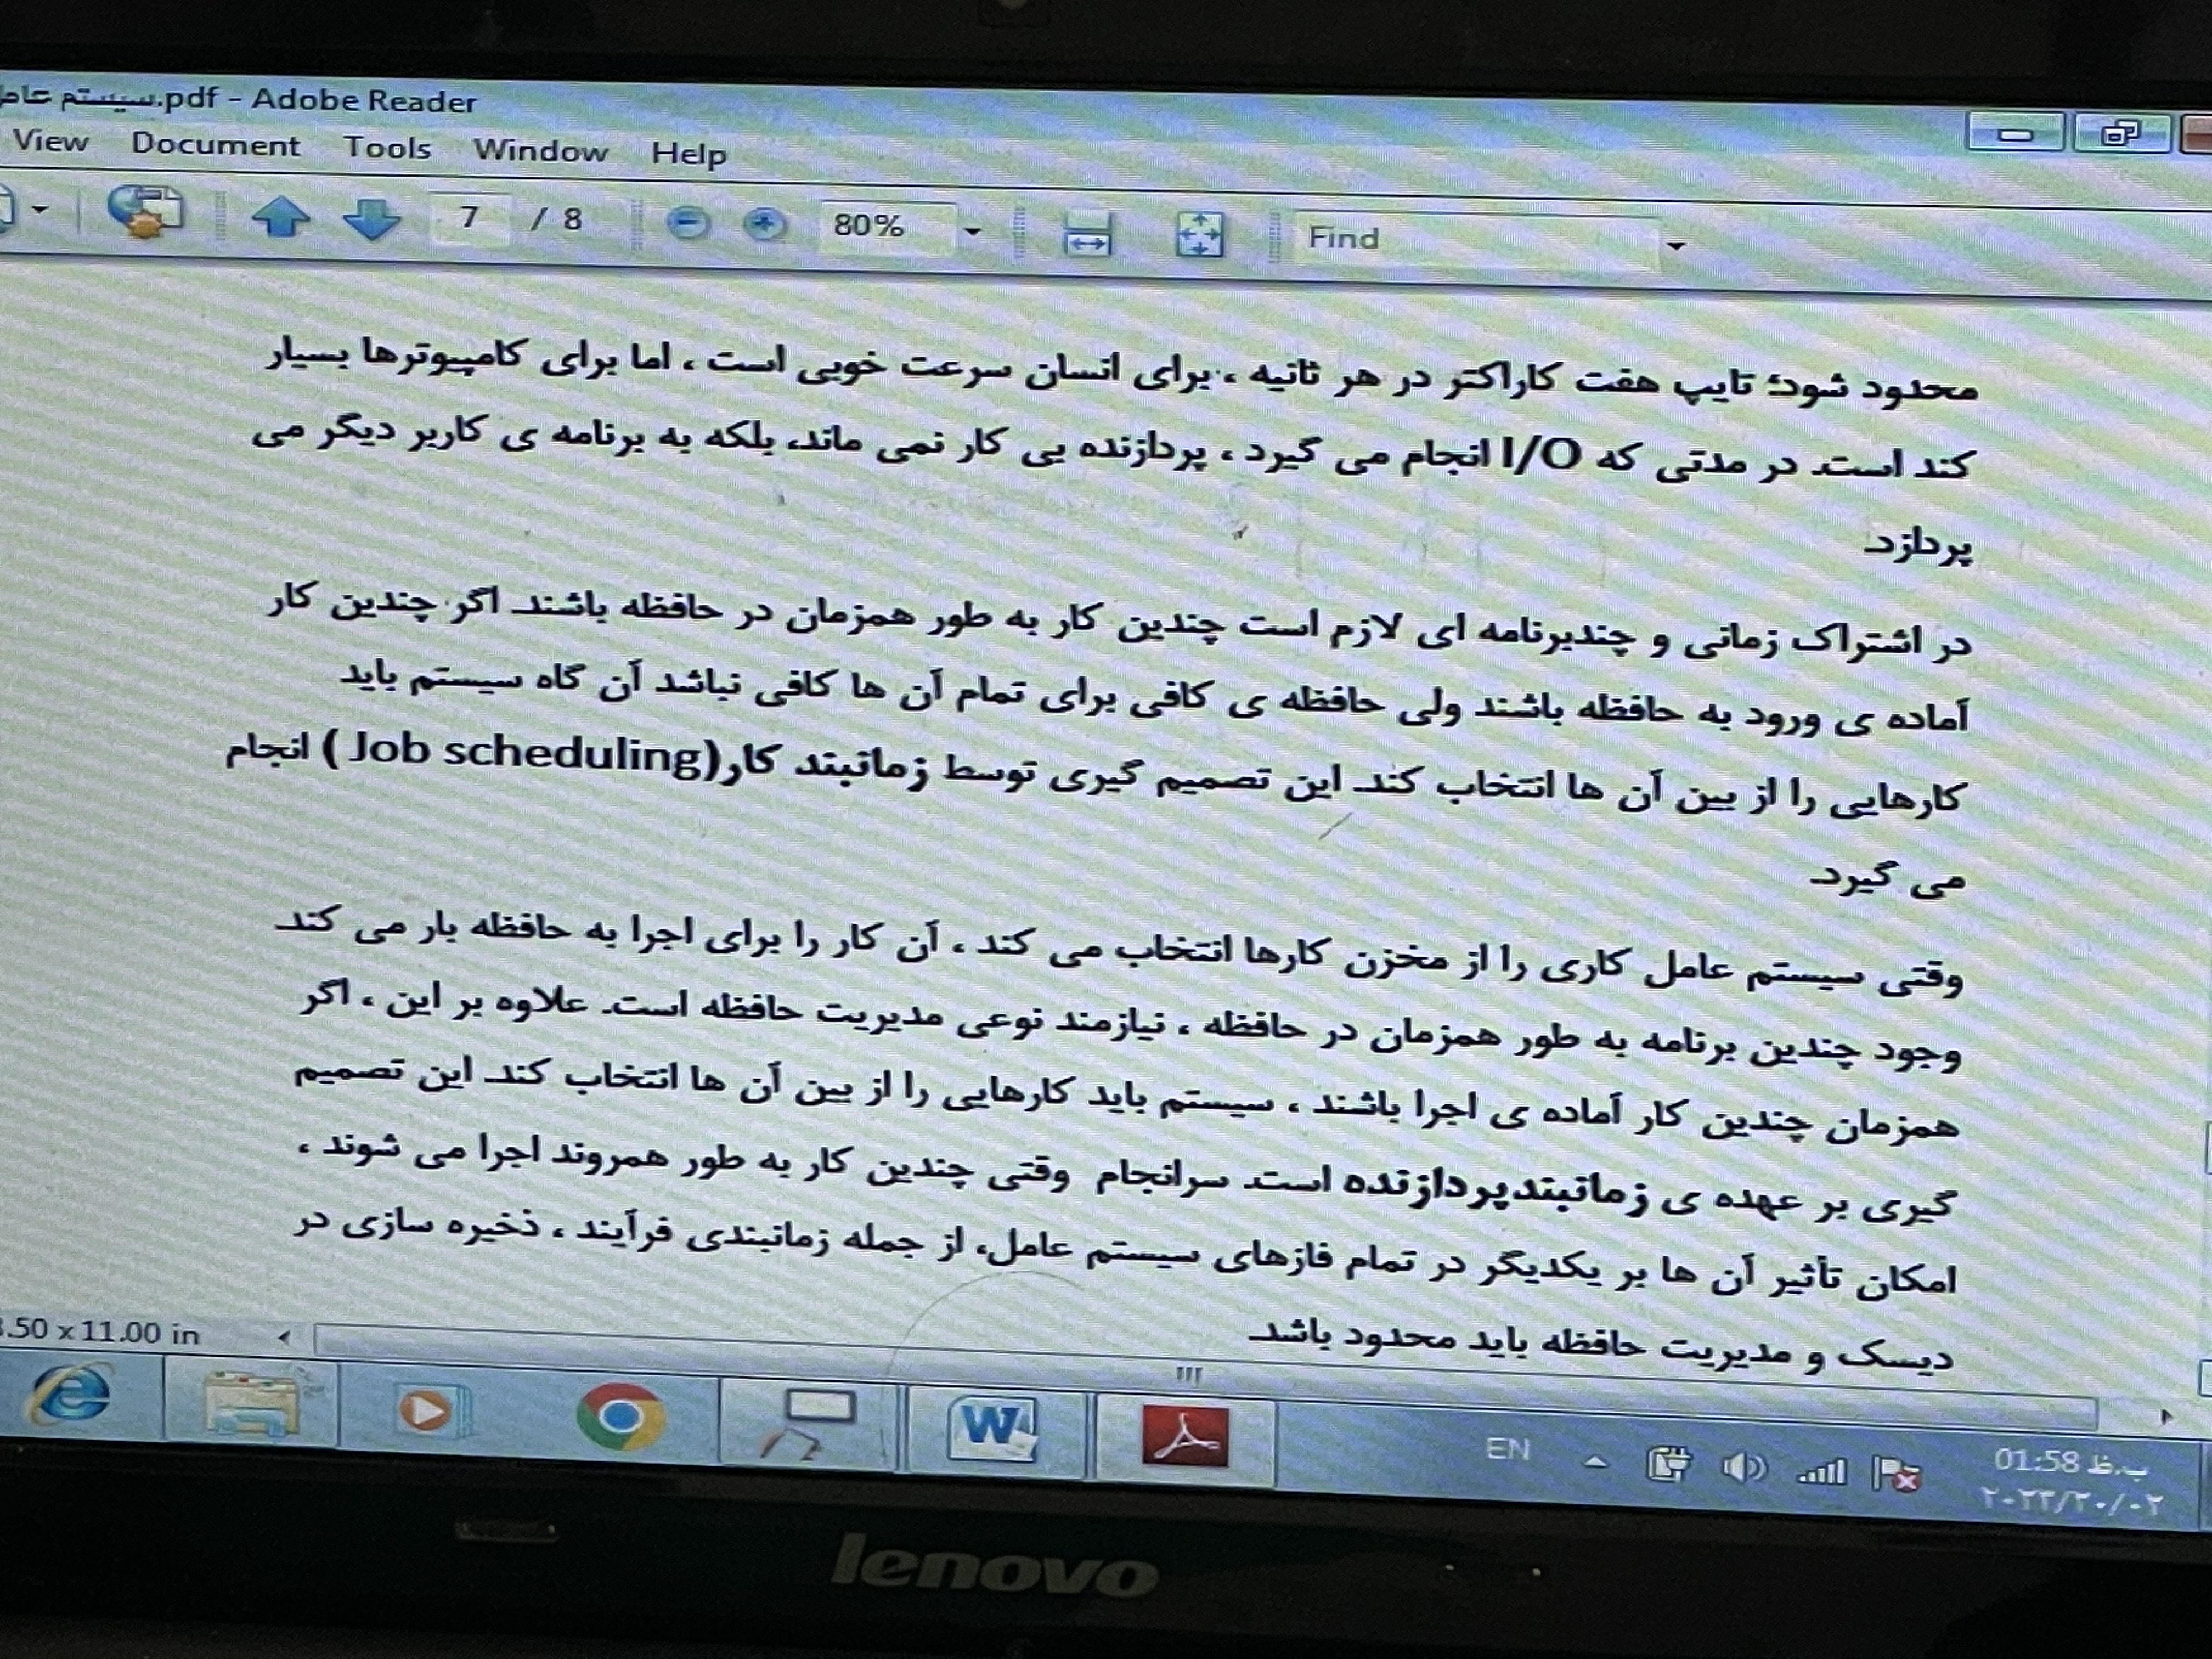 سیستم عامل.pdf - Adobe Reader
View Document Tools Window Help
7 / 8 80% Find
محدود شود؛ تایپ هفت کاراکتر در هر ثانیه ، برای انسان سرعت خوبی است ، اما برای کامپیوترها بسیار
کند است. در مدتی که I/O انجام می گیرد ، پردازنده بی کار نمی ماند، بلکه به برنامه ی کاربر دیگر می
پردازد.
در اشتراک زمانی و چندبرنامه ای لازم است چندین کار به طور همزمان در حافظه باشند. اگر چندین کار
آماده ی ورود به حافظه باشند ولی حافظه ی کافی برای تمام آن ها کافی نباشد آن گاه سیستم باید
کارهایی را از بین آن ها انتخاب کند. این تصمیم گیری توسط زمانبند کار(Job scheduling ) انجام
می گیرد.
وقتی سیستم عامل کاری را از مخزن کارها انتخاب می کند ، آن کار را برای اجرا به حافظه بار می کند.
وجود چندین برنامه به طور همزمان در حافظه ، نیازمند نوعی مدیریت حافظه است. علاوه بر این ، اگر
همزمان چندین کار آماده ی اجرا باشند ، سیستم باید کارهایی را از بین آن ها انتخاب کند. این تصمیم
گیری بر عهده ی زمانبندپردازنده است. سرانجام وقتی چندین کار به طور همروند اجرا می شوند ،
امکان تأثیر آن ها بر یکدیگر در تمام فازهای سیستم عامل، از جمله زمانبندی فرآیند ، ذخیره سازی در
دیسک و مدیریت حافظه باید محدود باشد.
8.50 x 11.00 in
EN
01:58 ب.ظ
۲۰۲۳/۲۰/۰۲
lenovo